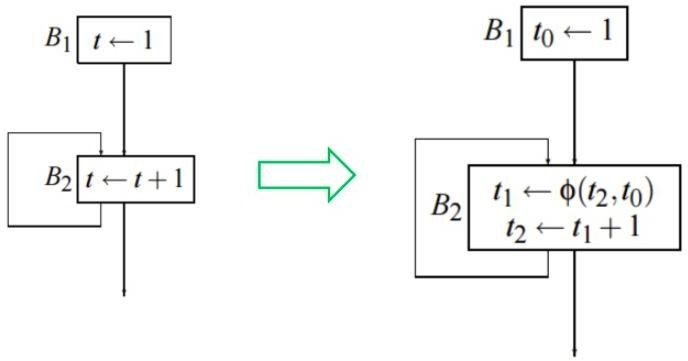 B₁ t ← 1
B₂ t ← t + 1
B₁ t₀ ← 1
B₂
t₁ ← ϕ(t₂, t₀)
t₂ ← t₁ + 1